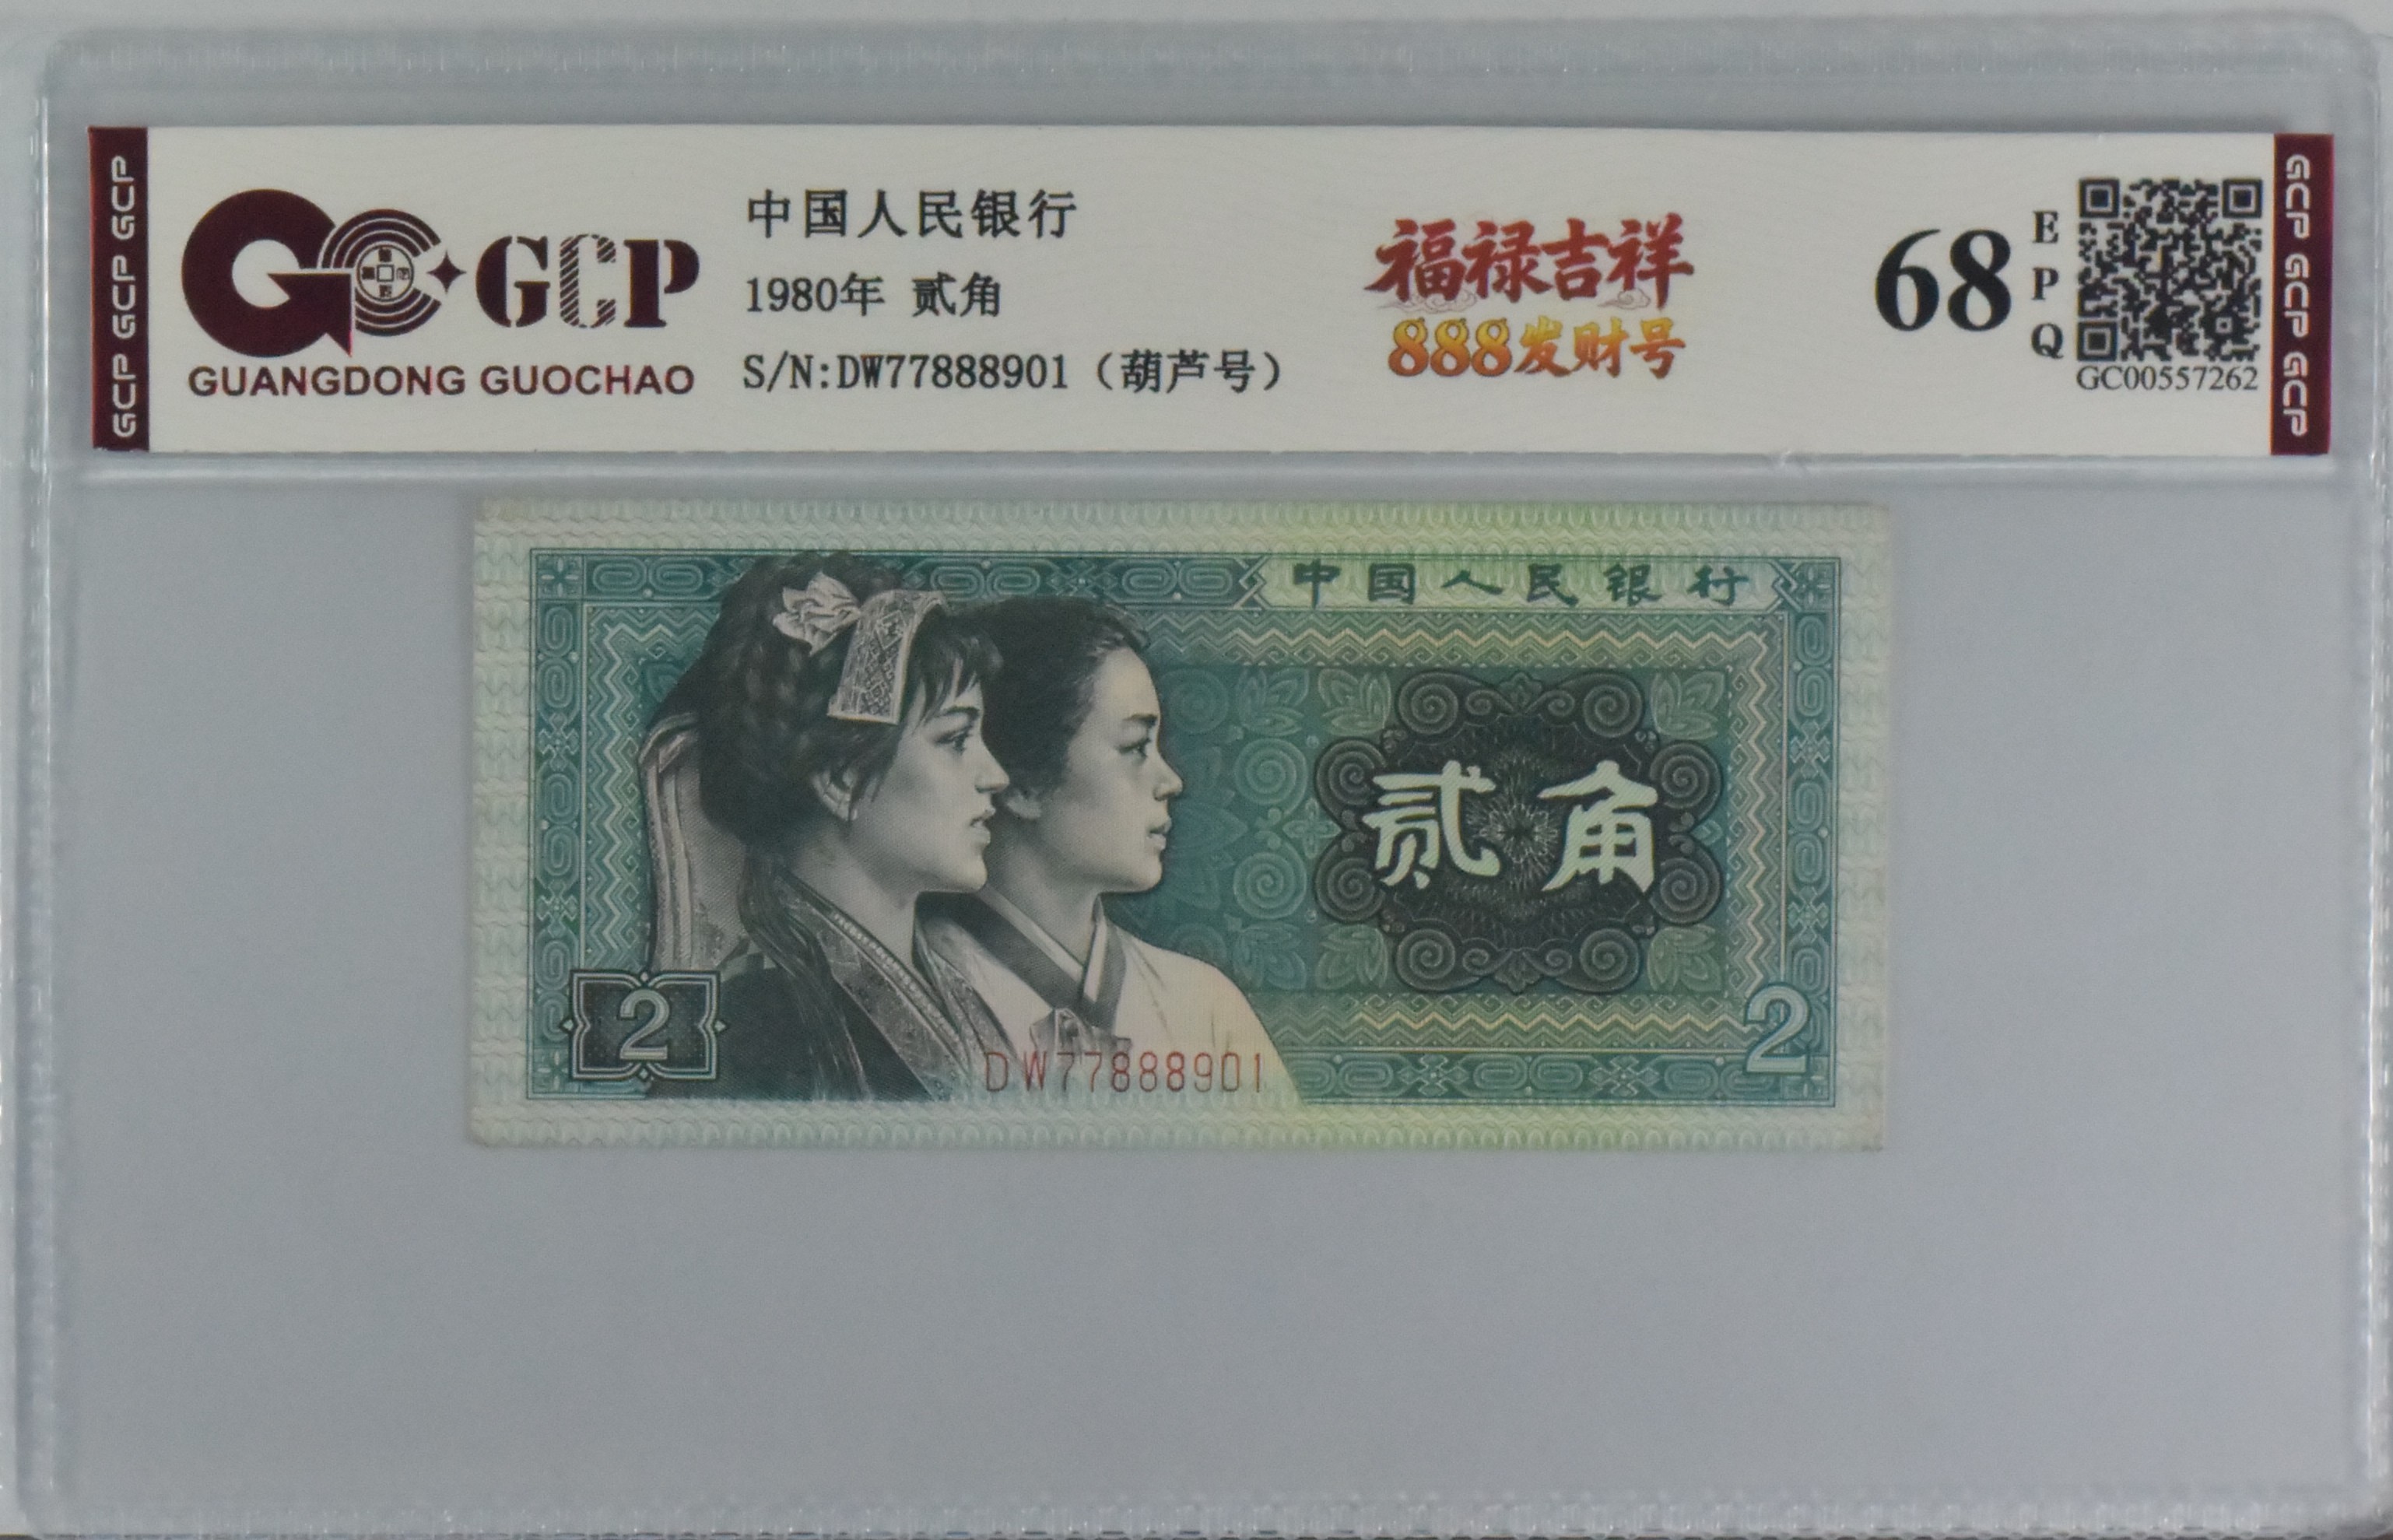 GCP GCP GCP
GCP
GUANGDONG GUOCHAO
中国人民银行
1980年 贰角
S/N:DW77888901（葫芦号）
福禄吉祥
888发财号
68
E
P
Q
GC00557262
GCP GCP GCP
中国人民银行
贰角
2
2
DW77888901